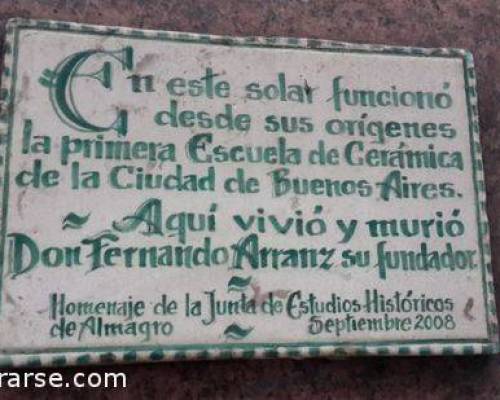 En este solar funcionó
desde sus orígenes
la primera Escuela de Cerámica
de la Ciudad de Buenos Aires.
~ Aquí vivió y murió
Don Fernando Arranz su fundador.
~
Homenaje de la Junta de Estudios Históricos
de Almagro ~ Septiembre 2008
rarse.com